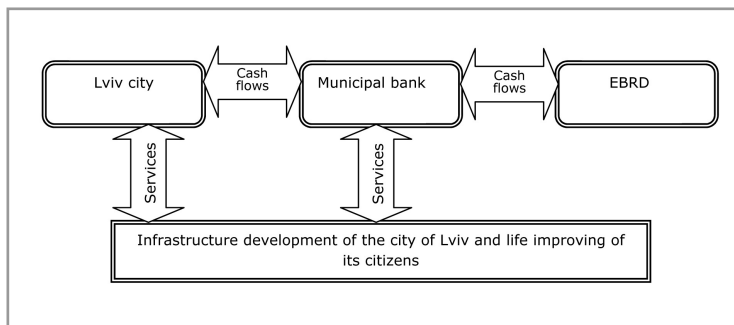 Lviv city
Cash
flows
Municipal bank
Cash
flows
EBRD
Services
Services
Infrastructure development of the city of Lviv and life improving of
its citizens